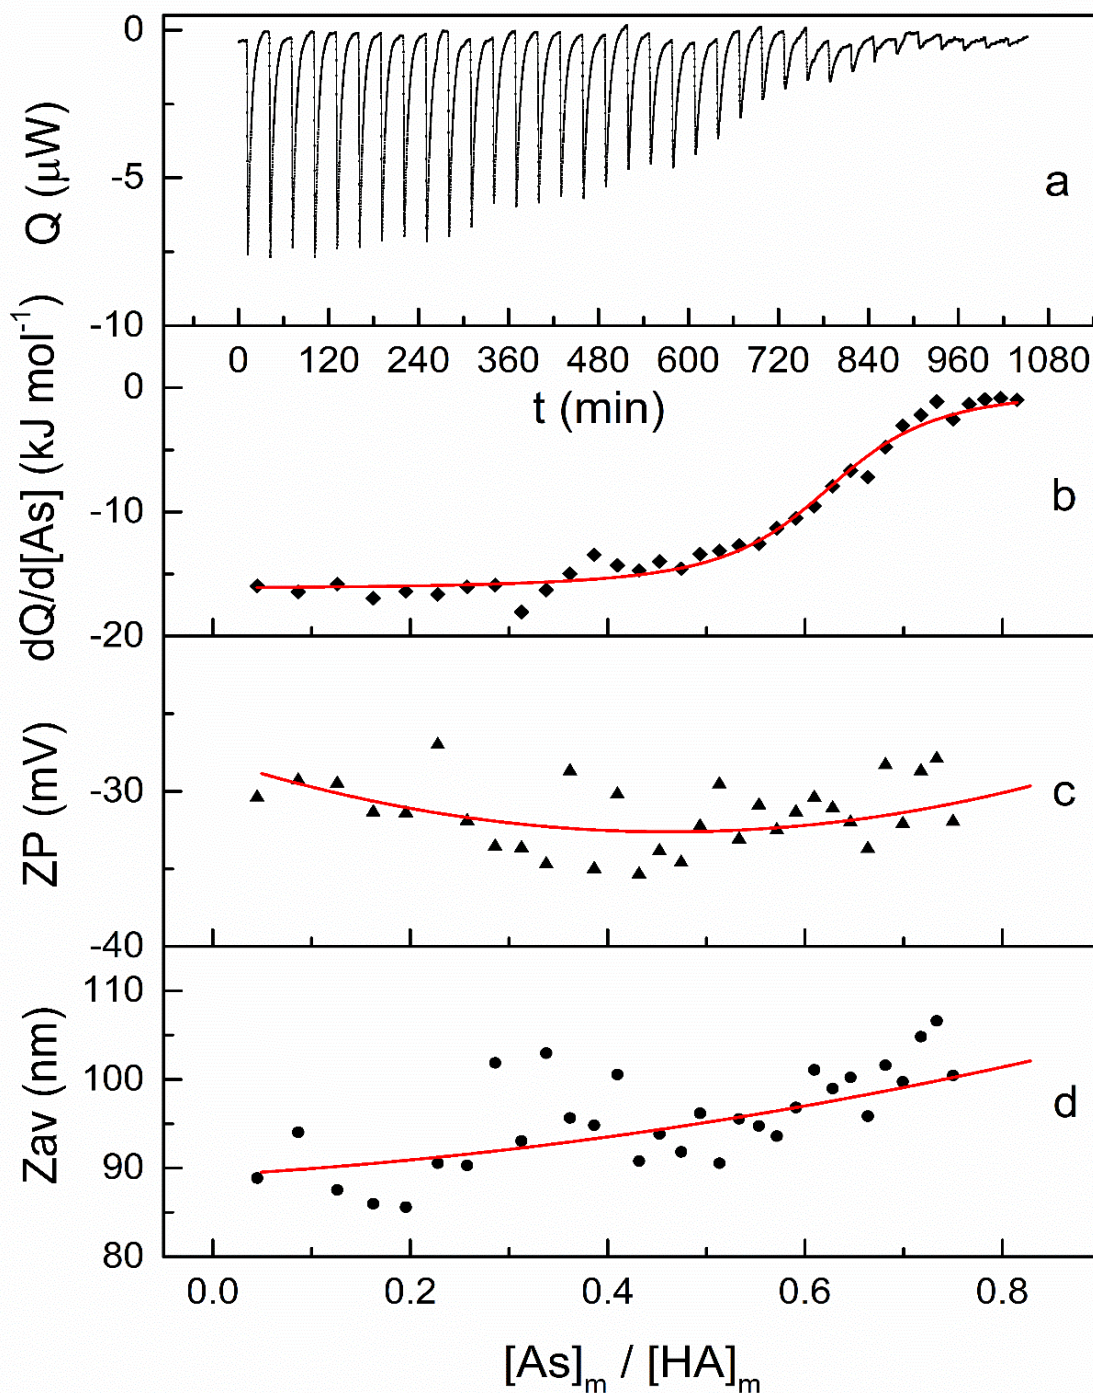 0
-5
-10
Q (μW)
a
0 120 240 360 480 600 720 840 960 1080
t (min)
0
-10
-20
dQ/d[As] (kJ mol⁻¹)
b
-30
-40
ZP (mV)
c
110
100
90
80
Zav (nm)
d
0.0 0.2 0.4 0.6 0.8
[As]ₘ / [HA]ₘ